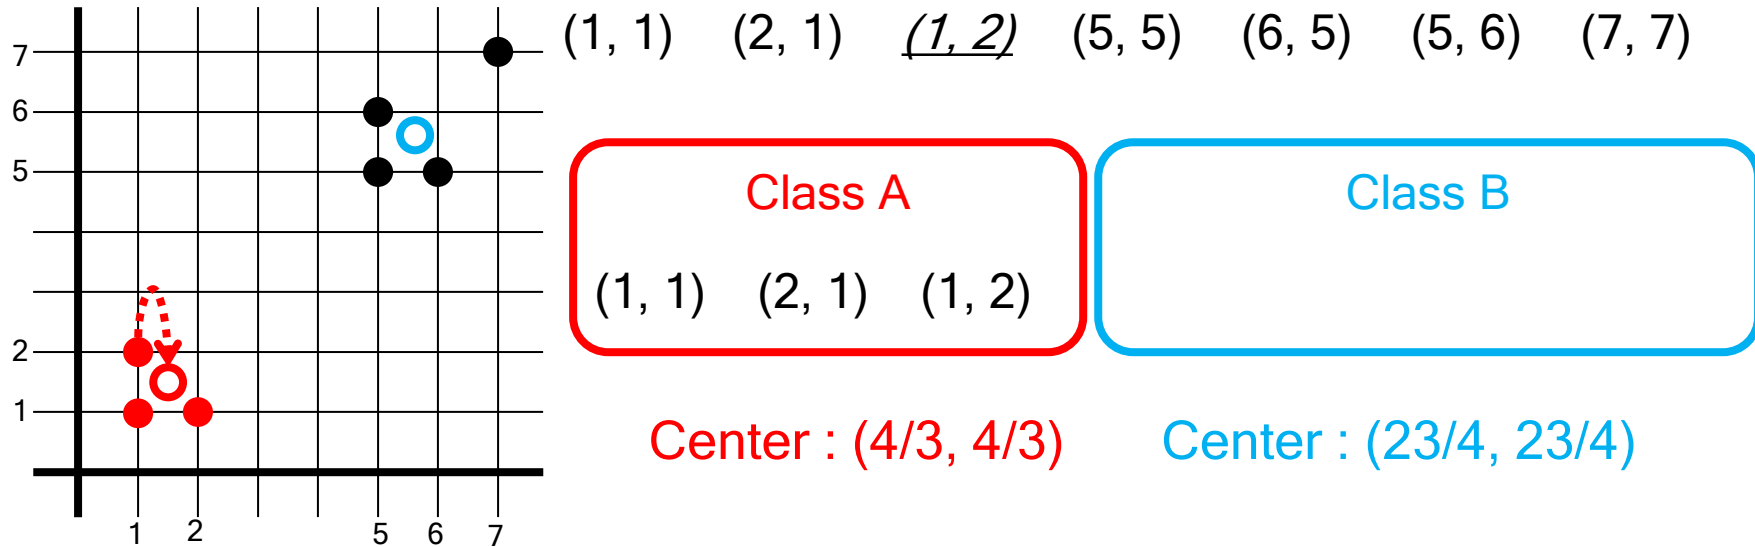 (1, 1) (2, 1) (1, 2) (5, 5) (6, 5) (5, 6) (7, 7)
7
6
5
2
1
1 2 5 6 7
Class A
(1, 1) (2, 1) (1, 2)
Class B
Center : (4/3, 4/3)
Center : (23/4, 23/4)